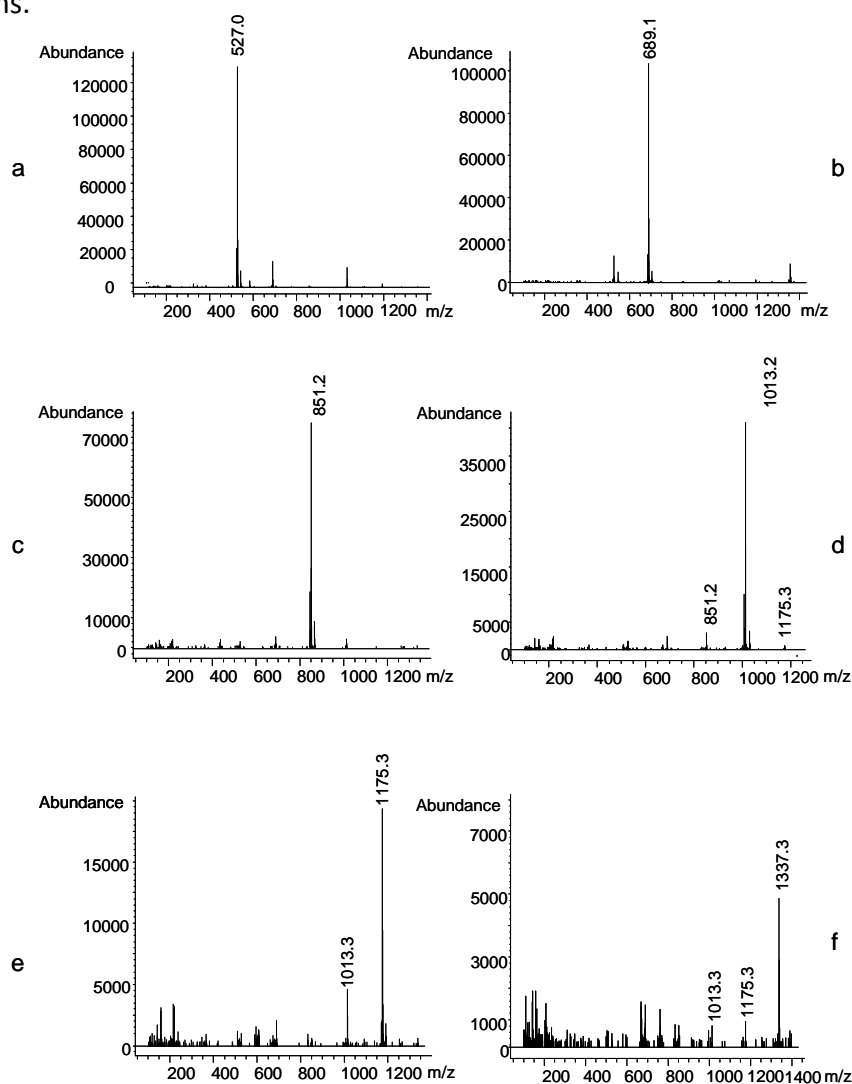 ns.
527.0
Abundance
120000
100000
80000
60000
40000
20000
0
200 400 600 800 1000 1200 m/z
a
689.1
Abundance
100000
80000
60000
40000
20000
0
200 400 600 800 1000 1200 m/z
b
851.2
Abundance
70000
50000
30000
10000
0
200 400 600 800 1000 1200 m/z
c
1013.2
Abundance
35000
25000
15000
5000
0
851.2
1175.3
200 400 600 800 1000 1200 m/z
d
1175.3
Abundance
15000
10000
5000
0
1013.3
200 400 600 800 1000 1200 m/z
e
Abundance
7000
5000
3000
1000
0
1337.3
1013.3
1175.3
200 400 600 800 1000 1200 1400 m/z
f